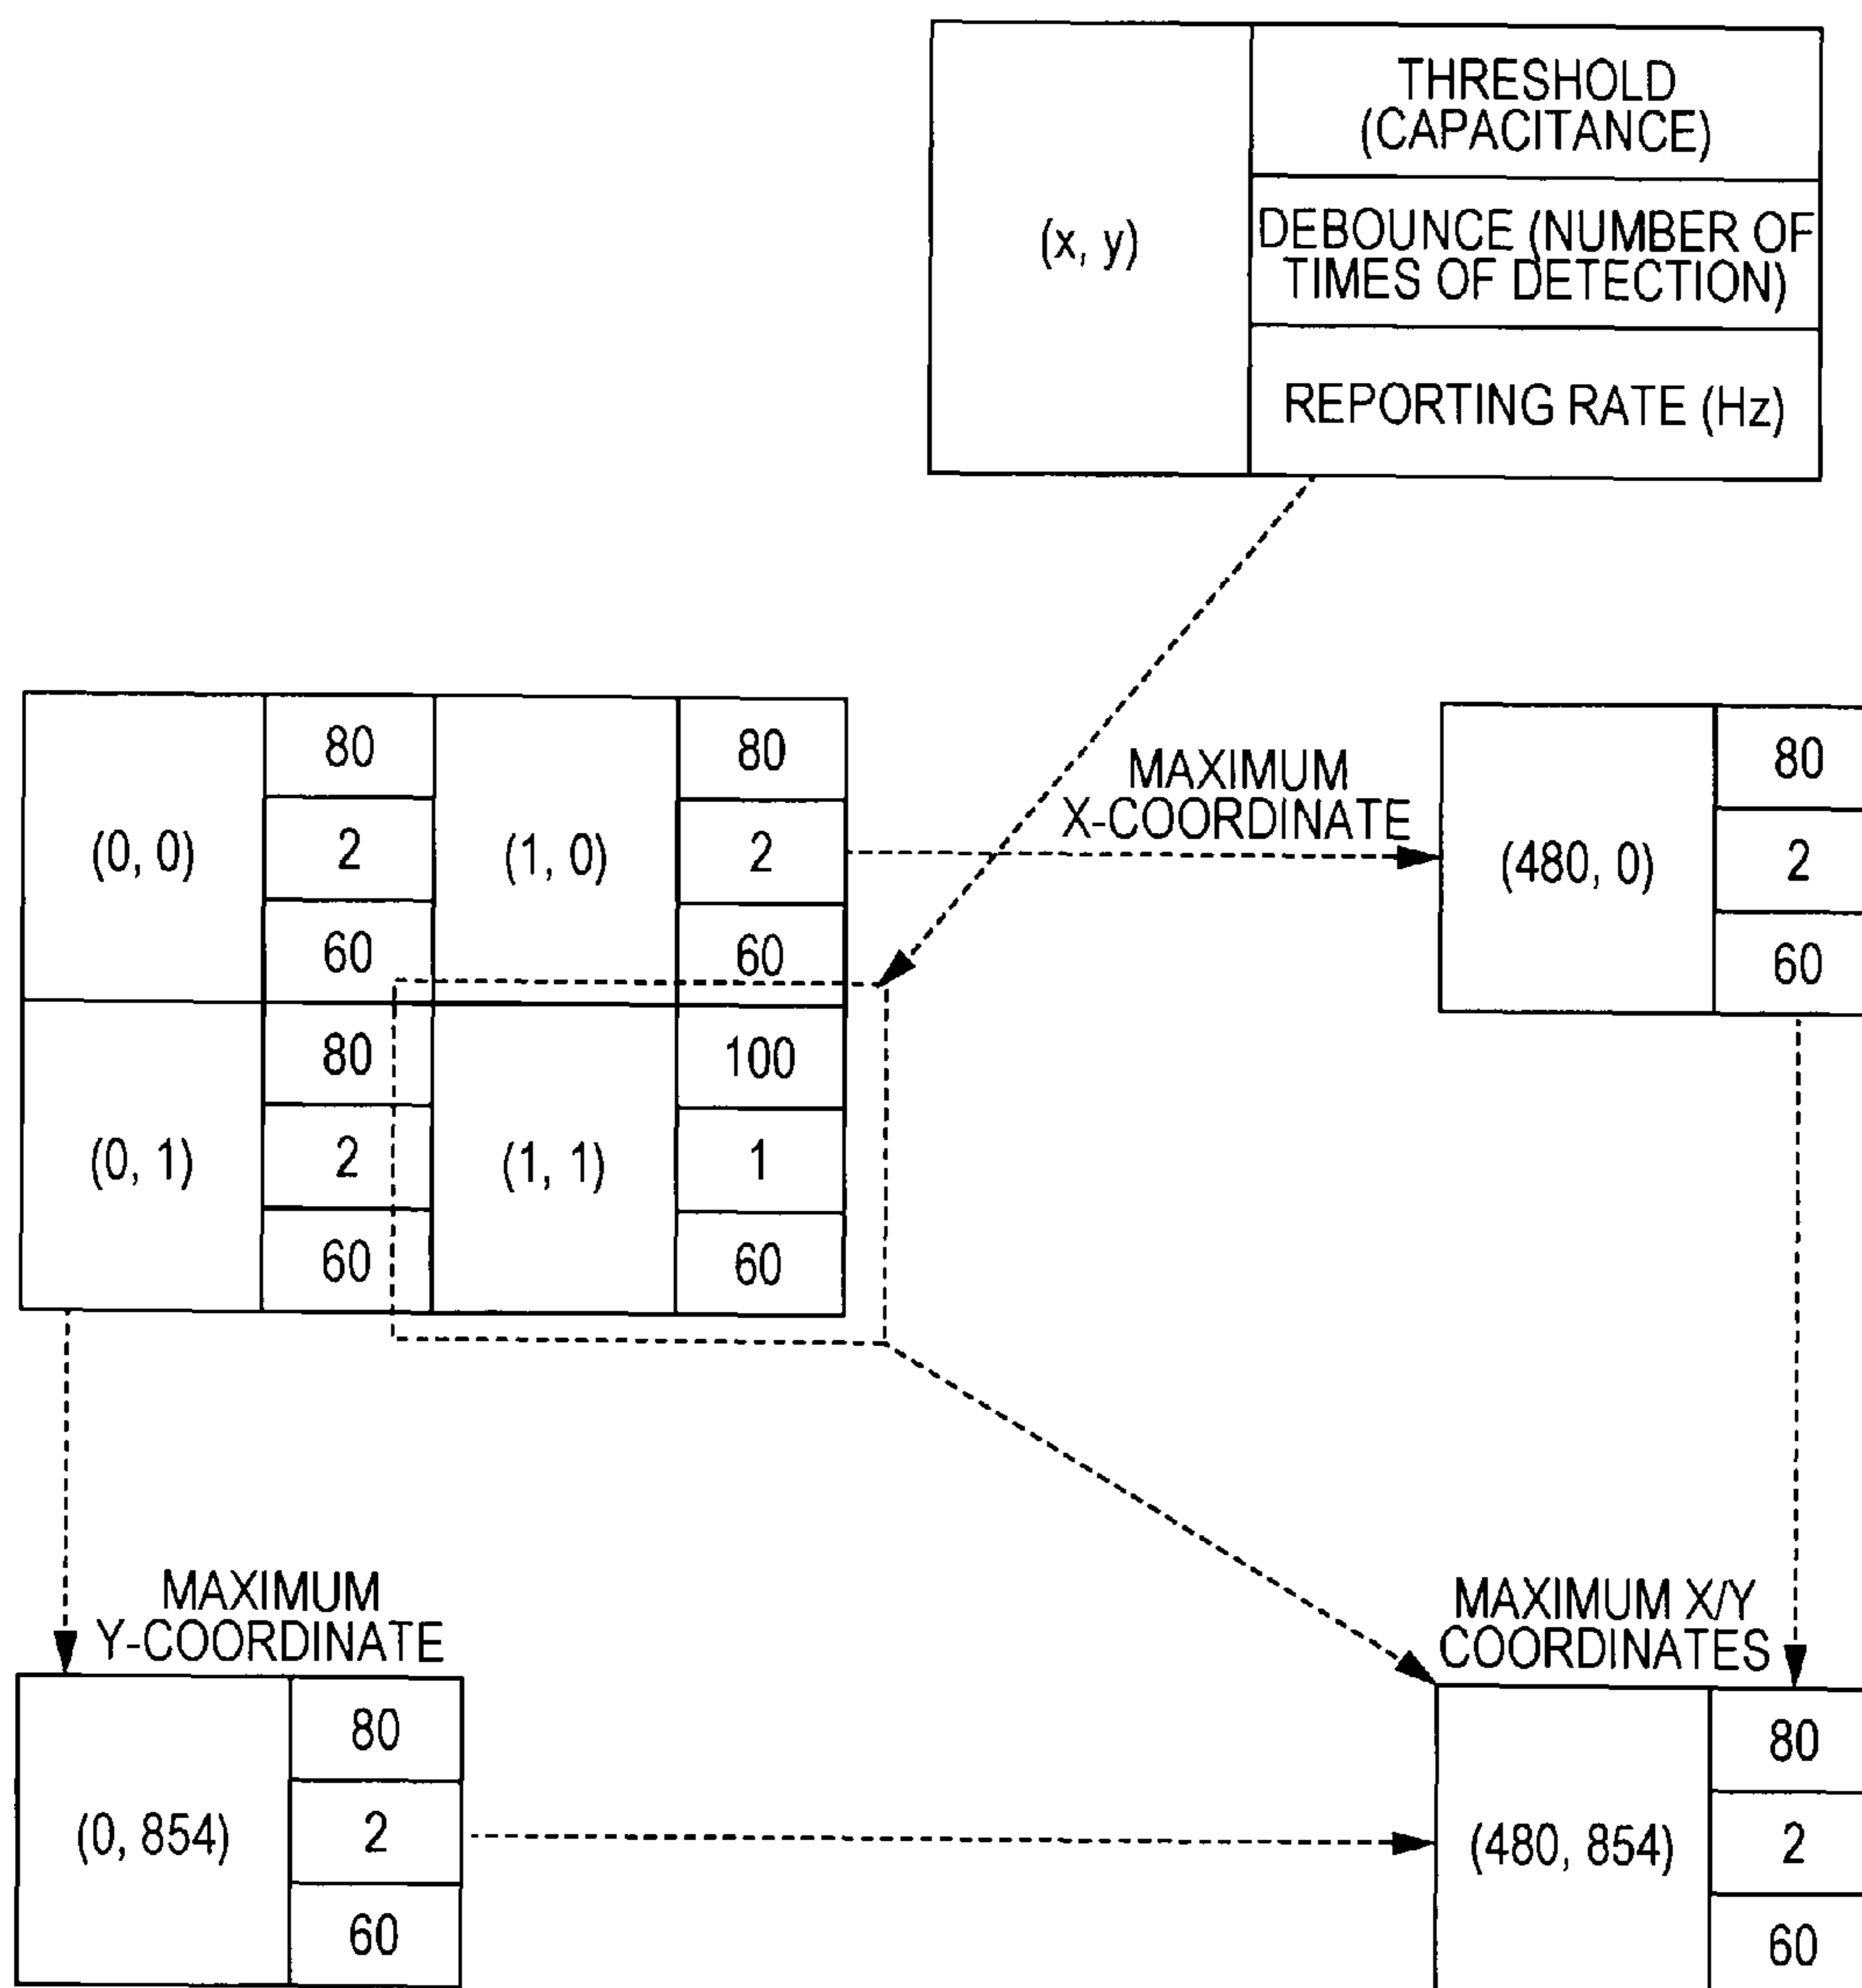 (x, y)
THRESHOLD
(CAPACITANCE)
DEBOUNCE (NUMBER OF
TIMES OF DETECTION)
REPORTING RATE (Hz)
(0, 0)
80
2
60
(1, 0)
80
2
60
MAXIMUM
X-COORDINATE
(480, 0)
80
2
60
(0, 1)
80
2
60
(1, 1)
100
1
60
MAXIMUM
Y-COORDINATE
(0, 854)
80
2
60
MAXIMUM X/Y
COORDINATES
(480, 854)
80
2
60